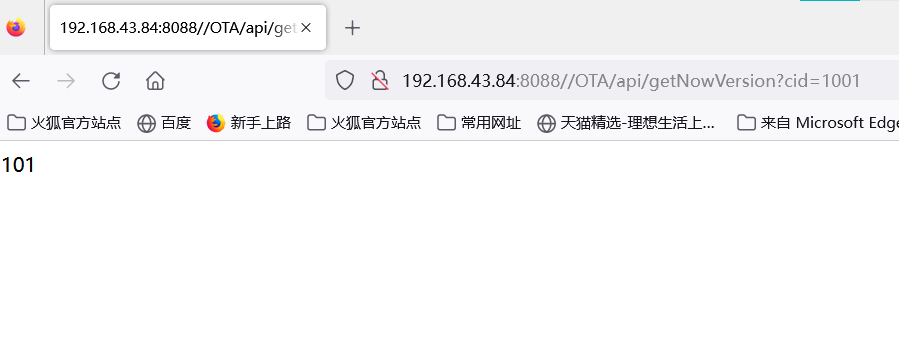 192.168.43.84:8088//OTA/api/get
192.168.43.84:8088//OTA/api/getNowVersion?cid=1001
火狐官方站点 百度 新手上路 火狐官方站点 常用网址 天猫精选-理想生活上... 来自 Microsoft Edge
101